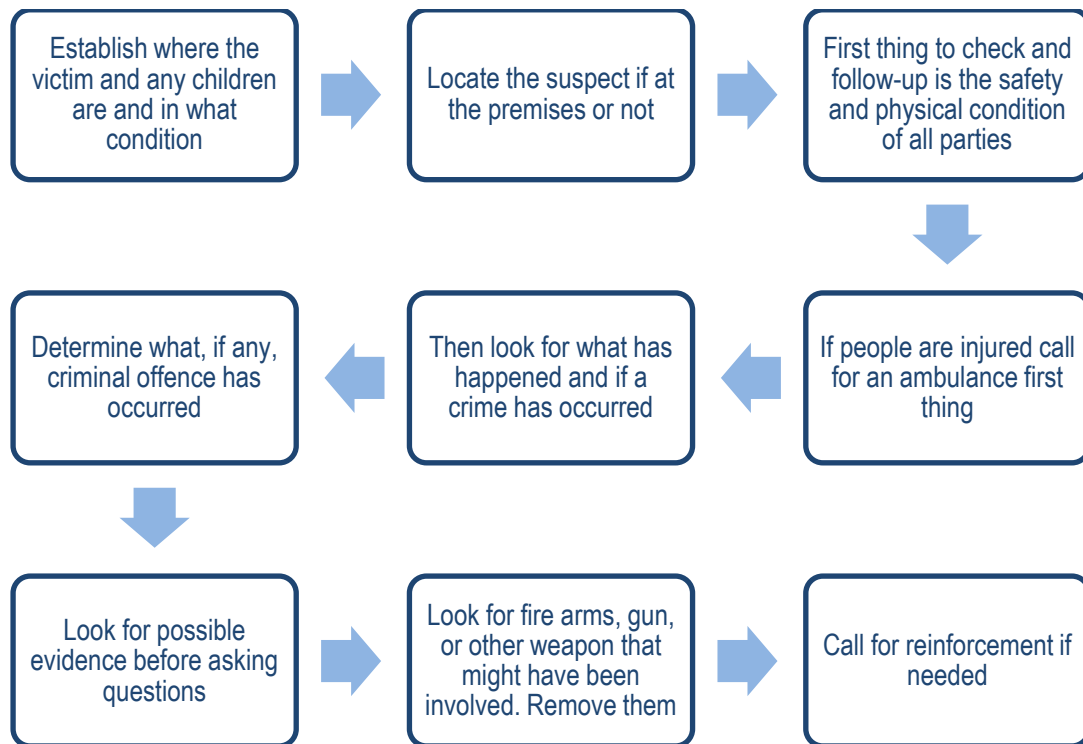 Establish where the
victim and any children
are and in what
condition
Locate the suspect if at
the premises or not
First thing to check and
follow-up is the safety
and physical condition
of all parties
If people are injured call
for an ambulance first
thing
Then look for what has
happened and if a
crime has occurred
Determine what, if any,
criminal offence has
occurred
Look for possible
evidence before asking
questions
Look for fire arms, gun,
or other weapon that
might have been
involved. Remove them
Call for reinforcement if
needed